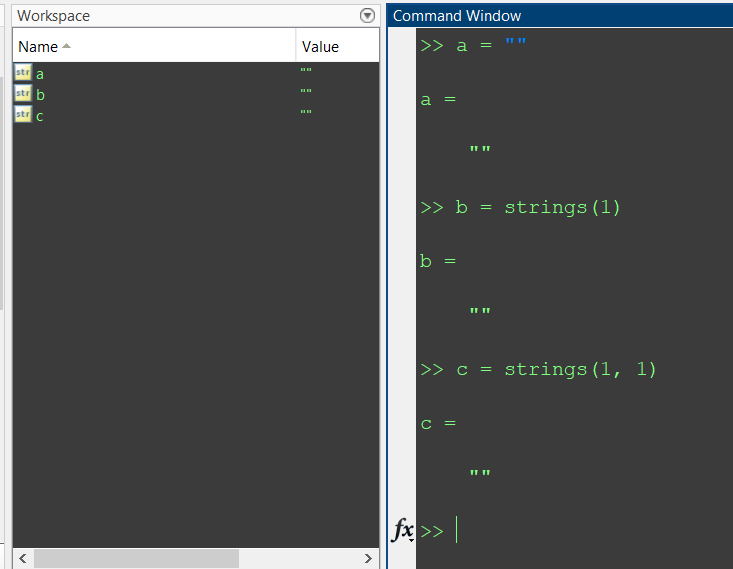 Workspace
Name Value
str a ""
str b ""
str c ""
Command Window
>> a = ""
a =
""
>> b = strings(1)
b =
""
>> c = strings(1, 1)
c =
""
fx >>